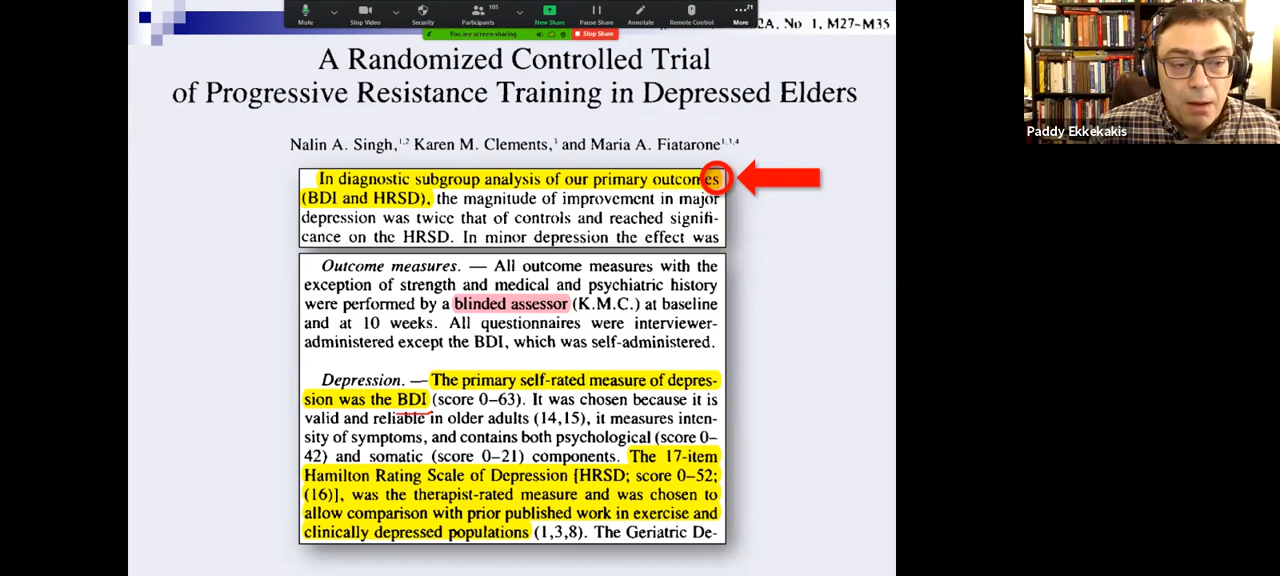 Mute
Stop Video
Security
Participants
103
New Share
Pause Share
Annotate
Remote Control
More
21
You are screen sharing
Stop Share
2A, No 1, M27–M35
A Randomized Controlled Trial
of Progressive Resistance Training in Depressed Elders
Nalin A. Singh,1,2 Karen M. Clements,3 and Maria A. Fiatarone1,3,4
In diagnostic subgroup analysis of our primary outcomes
(BDI and HRSD), the magnitude of improvement in major
depression was twice that of controls and reached signifi-
cance on the HRSD. In minor depression the effect was
Outcome measures. — All outcome measures with the
exception of strength and medical and psychiatric history
were performed by a blinded assessor (K.M.C.) at baseline
and at 10 weeks. All questionnaires were interviewer-
administered except the BDI, which was self-administered.
Depression. — The primary self-rated measure of depres-
sion was the BDI (score 0–63). It was chosen because it is
valid and reliable in older adults (14,15), it measures inten-
sity of symptoms, and contains both psychological (score 0–
42) and somatic (score 0–21) components. The 17-item
Hamilton Rating Scale of Depression [HRSD; score 0–52;
(16)], was the therapist-rated measure and was chosen to
allow comparison with prior published work in exercise and
clinically depressed populations (1,3,8). The Geriatric De-
Paddy Ekkekakis